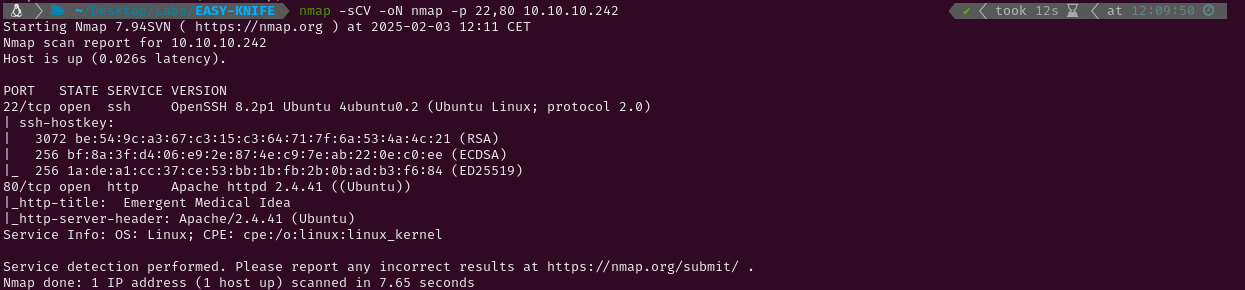 ~/Desktop/Labs/EASY-KNIFE nmap -sCV -oN nmap -p 22,80 10.10.10.242 ✔ took 12s at 12:09:50
Starting Nmap 7.94SVN ( https://nmap.org ) at 2025-02-03 12:11 CET
Nmap scan report for 10.10.10.242
Host is up (0.026s latency).
PORT   STATE SERVICE VERSION
22/tcp open  ssh     OpenSSH 8.2p1 Ubuntu 4ubuntu0.2 (Ubuntu Linux; protocol 2.0)
| ssh-hostkey:
|   3072 be:54:9c:a3:67:c3:15:c3:64:71:7f:6a:53:4a:4c:21 (RSA)
|   256 bf:8a:3f:d4:06:e9:2e:87:4e:c9:7e:ab:22:0e:c0:ee (ECDSA)
|_  256 1a:de:a1:cc:37:ce:53:bb:1b:fb:2b:0b:ad:b3:f6:84 (ED25519)
80/tcp open  http    Apache httpd 2.4.41 ((Ubuntu))
|_http-title:  Emergent Medical Idea
|_http-server-header: Apache/2.4.41 (Ubuntu)
Service Info: OS: Linux; CPE: cpe:/o:linux:linux_kernel
Service detection performed. Please report any incorrect results at https://nmap.org/submit/ .
Nmap done: 1 IP address (1 host up) scanned in 7.65 seconds